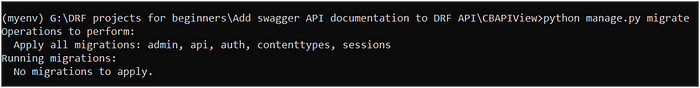 (myenv) G:\DRF projects for beginners\Add swagger API documentation to DRF API\CBAPIView>python manage.py migrate
Operations to perform:
  Apply all migrations: admin, api, auth, contenttypes, sessions
Running migrations:
  No migrations to apply.